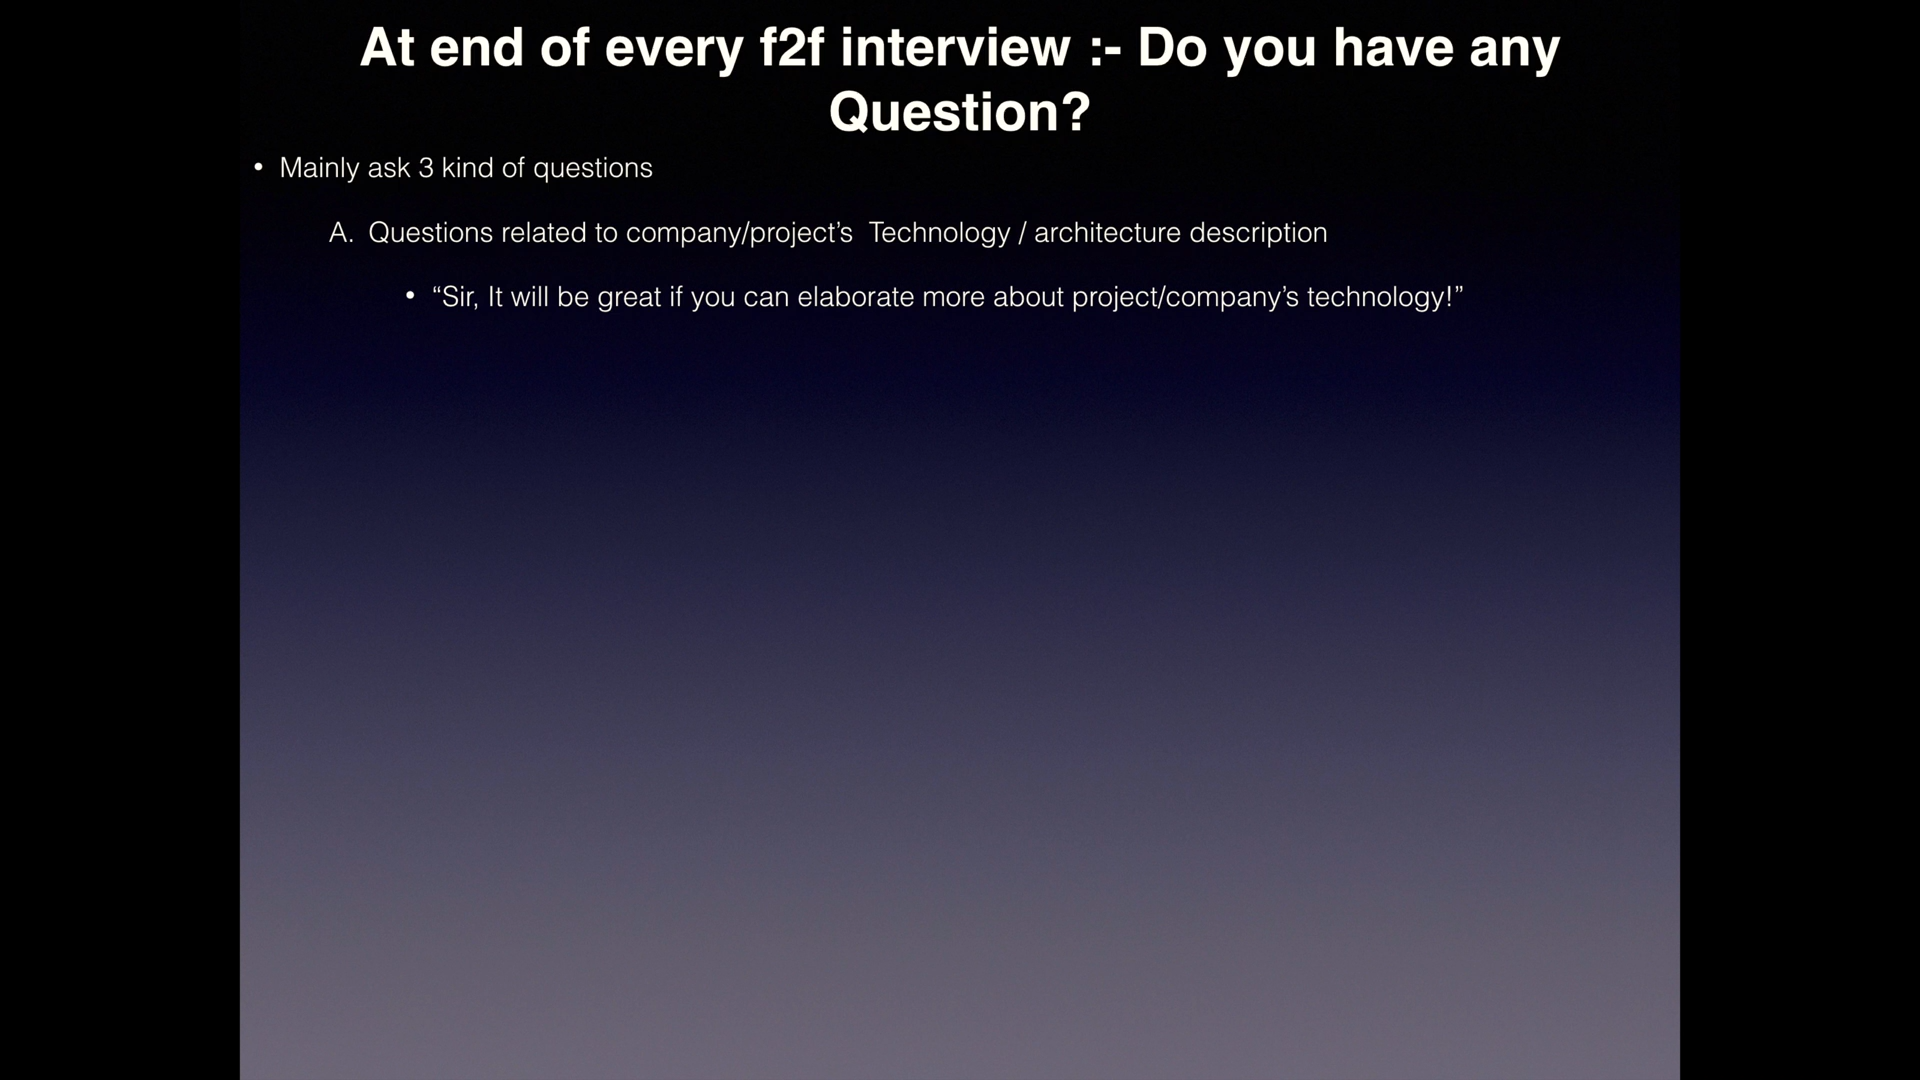 At end of every f2f interview :- Do you have any
Question?
• Mainly ask 3 kind of questions
A. Questions related to company/project’s Technology / architecture description
• “Sir, It will be great if you can elaborate more about project/company’s technology!”